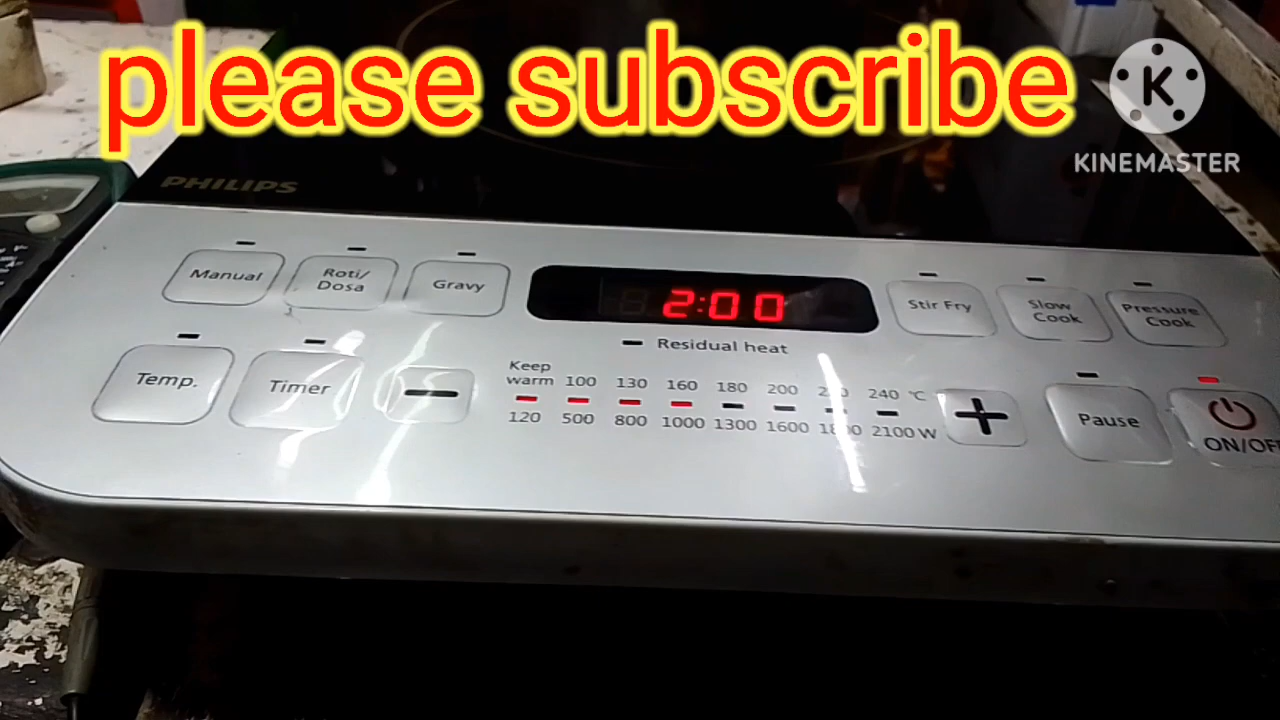 please subscribe
K
KINEMASTER
PHILIPS
Manual
Roti/
Dosa
Gravy
2:00
Stir Fry
Slow
Cook
Pressure
Cook
Residual heat
Temp.
Timer
Keep
warm 100 130 160 180 200 240 °C
120 500 800 1000 1300 1600 2100 W
Pause
ON/OFF